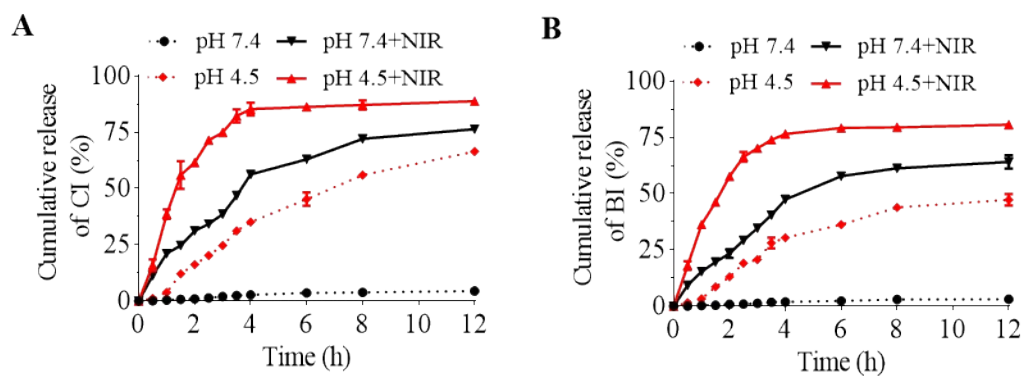 A
pH 7.4 pH 7.4+NIR
pH 4.5 pH 4.5+NIR
Cumulative release
of CI (%)
100
75
50
25
0
0 2 4 6 8 10 12
Time (h)
B
pH 7.4 pH 7.4+NIR
pH 4.5 pH 4.5+NIR
Cumulative release
of BI (%)
100
75
50
25
0
0 2 4 6 8 10 12
Time (h)